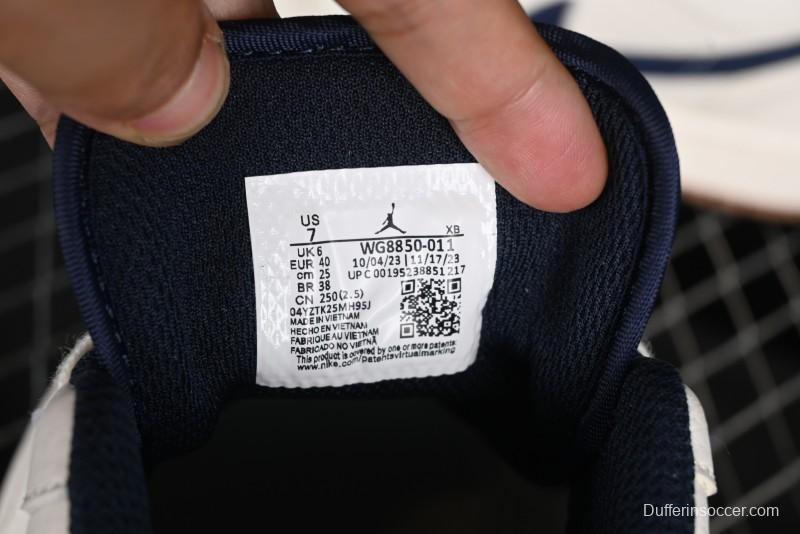 US
7
XB
UK 6
WG8850-011
EUR 40
10/04/23 | 11/17/23
cm 25
UPC 00195238851217
BR 38
CN 250(2.5)
04YZTK25MH95J
MADE IN VIETNAM
HECHO EN VIETNAM
FABRIQUE AU VIETNAM
FABRICADO NO VIETNÃ
This product is covered by one or more patents:
www.nike.com/patentsvirtualmarking
Dufferinsoccer.com